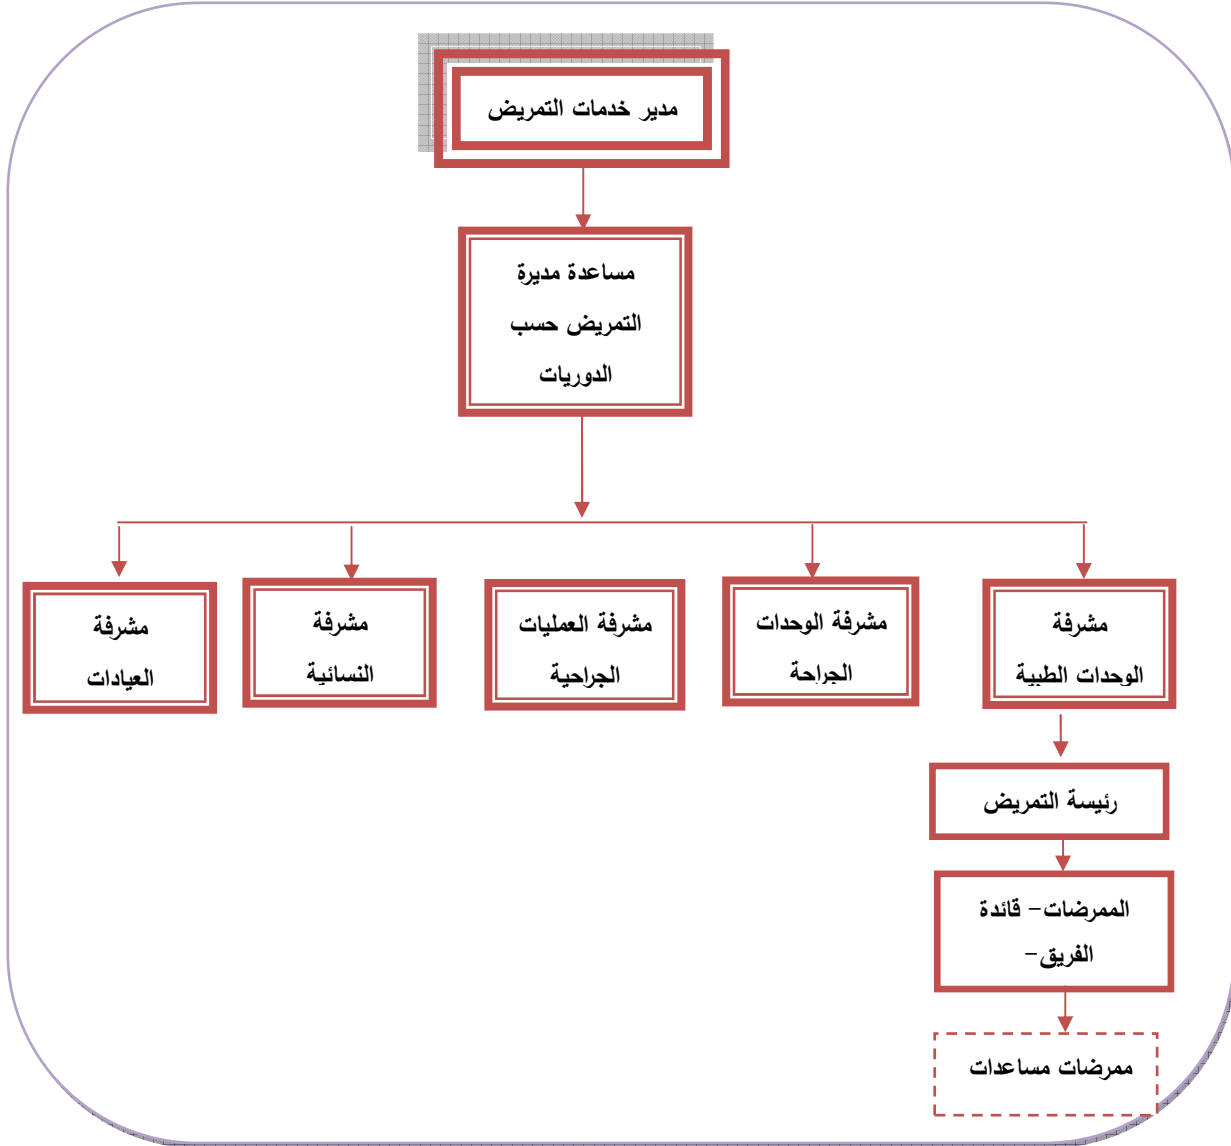 مدير خدمات التمريض
مساعدة مديرة
التمريض حسب
الدوريات
مشرفة
الوحدات الطبية
مشرفة الوحدات
الجراحة
مشرفة العمليات
الجراحية
مشرفة
النسائية
مشرفة
العيادات
رئيسة التمريض
الممرضات- قائدة
الفريق-
ممرضات مساعدات